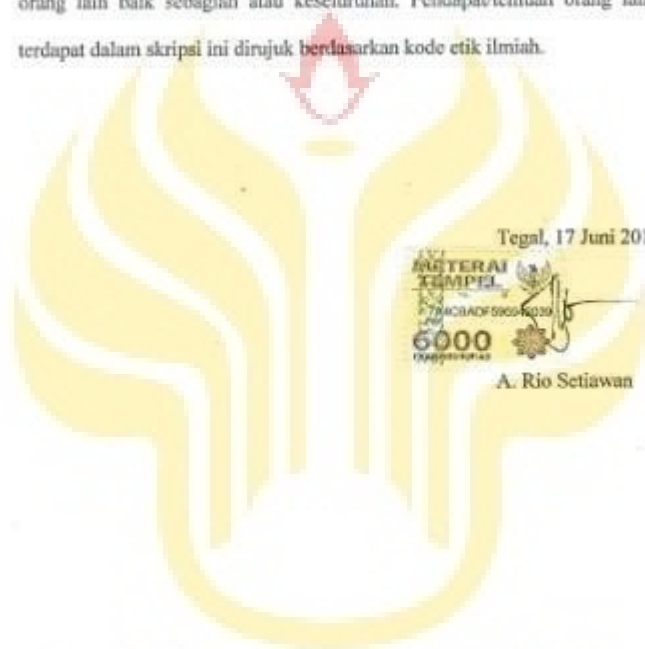 orang lain baik sebagian atau keseluruhan. Pendapat/temuan orang lain
terdapat dalam skripsi ini dirujuk berdasarkan kode etik ilmiah.
Tegal, 17 Juni 201
METERAI
TEMPEL
6000
A. Rio Setiawan